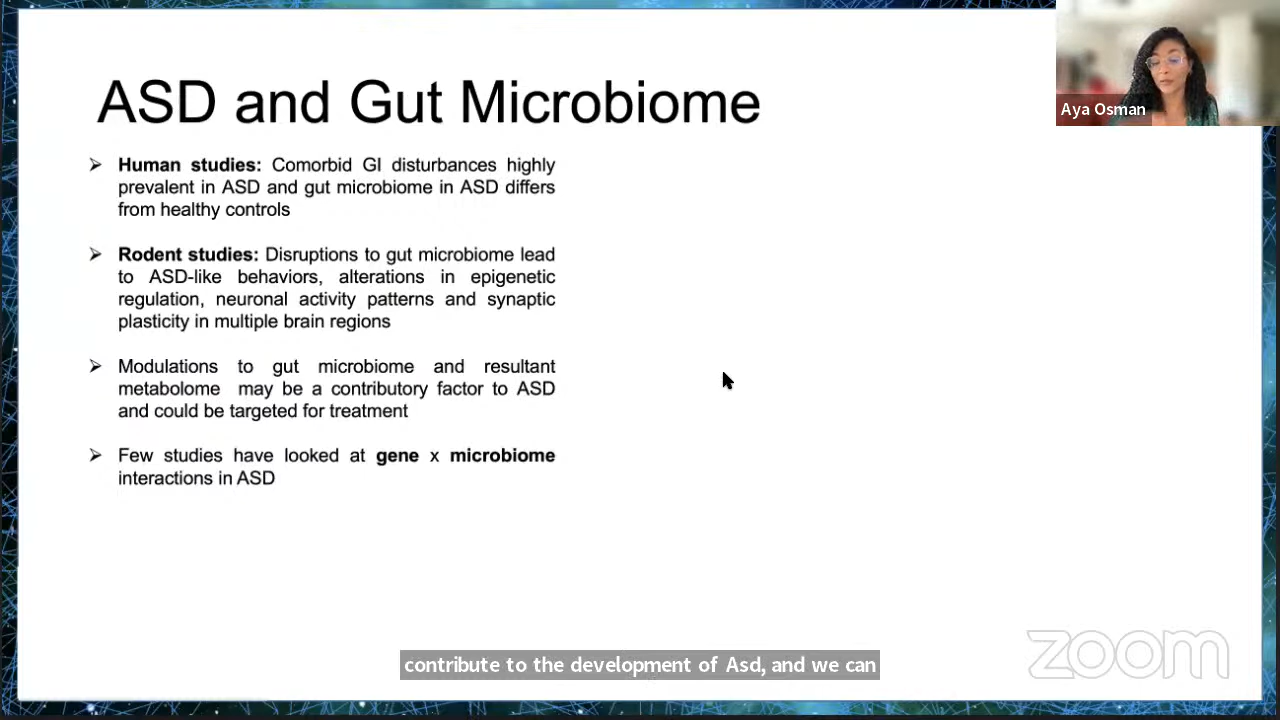 ASD and Gut Microbiome
Aya Osman
➢ Human studies: Comorbid GI disturbances highly
prevalent in ASD and gut microbiome in ASD differs
from healthy controls
➢ Rodent studies: Disruptions to gut microbiome lead
to ASD-like behaviors, alterations in epigenetic
regulation, neuronal activity patterns and synaptic
plasticity in multiple brain regions
➢ Modulations to gut microbiome and resultant
metabolome may be a contributory factor to ASD
and could be targeted for treatment
➢ Few studies have looked at gene x microbiome
interactions in ASD
zoom
contribute to the development of Asd, and we can